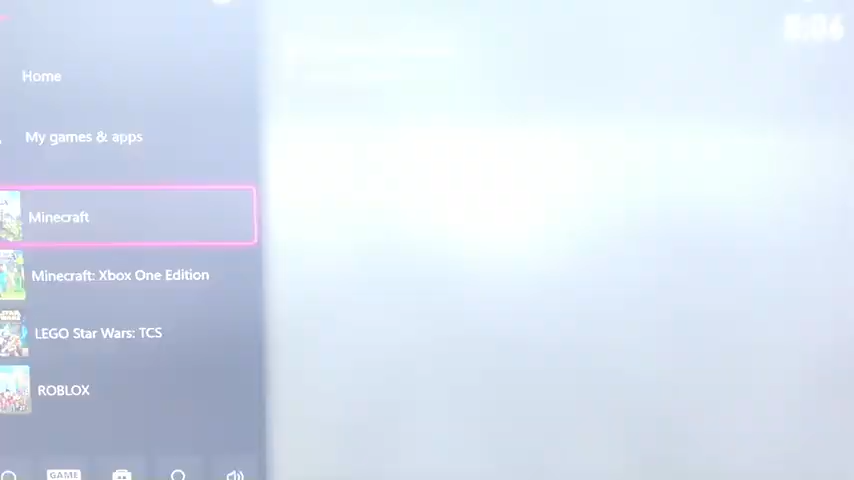 Home
My games & apps
Minecraft
Minecraft: Xbox One Edition
LEGO Star Wars: TCS
ROBLOX
GAME